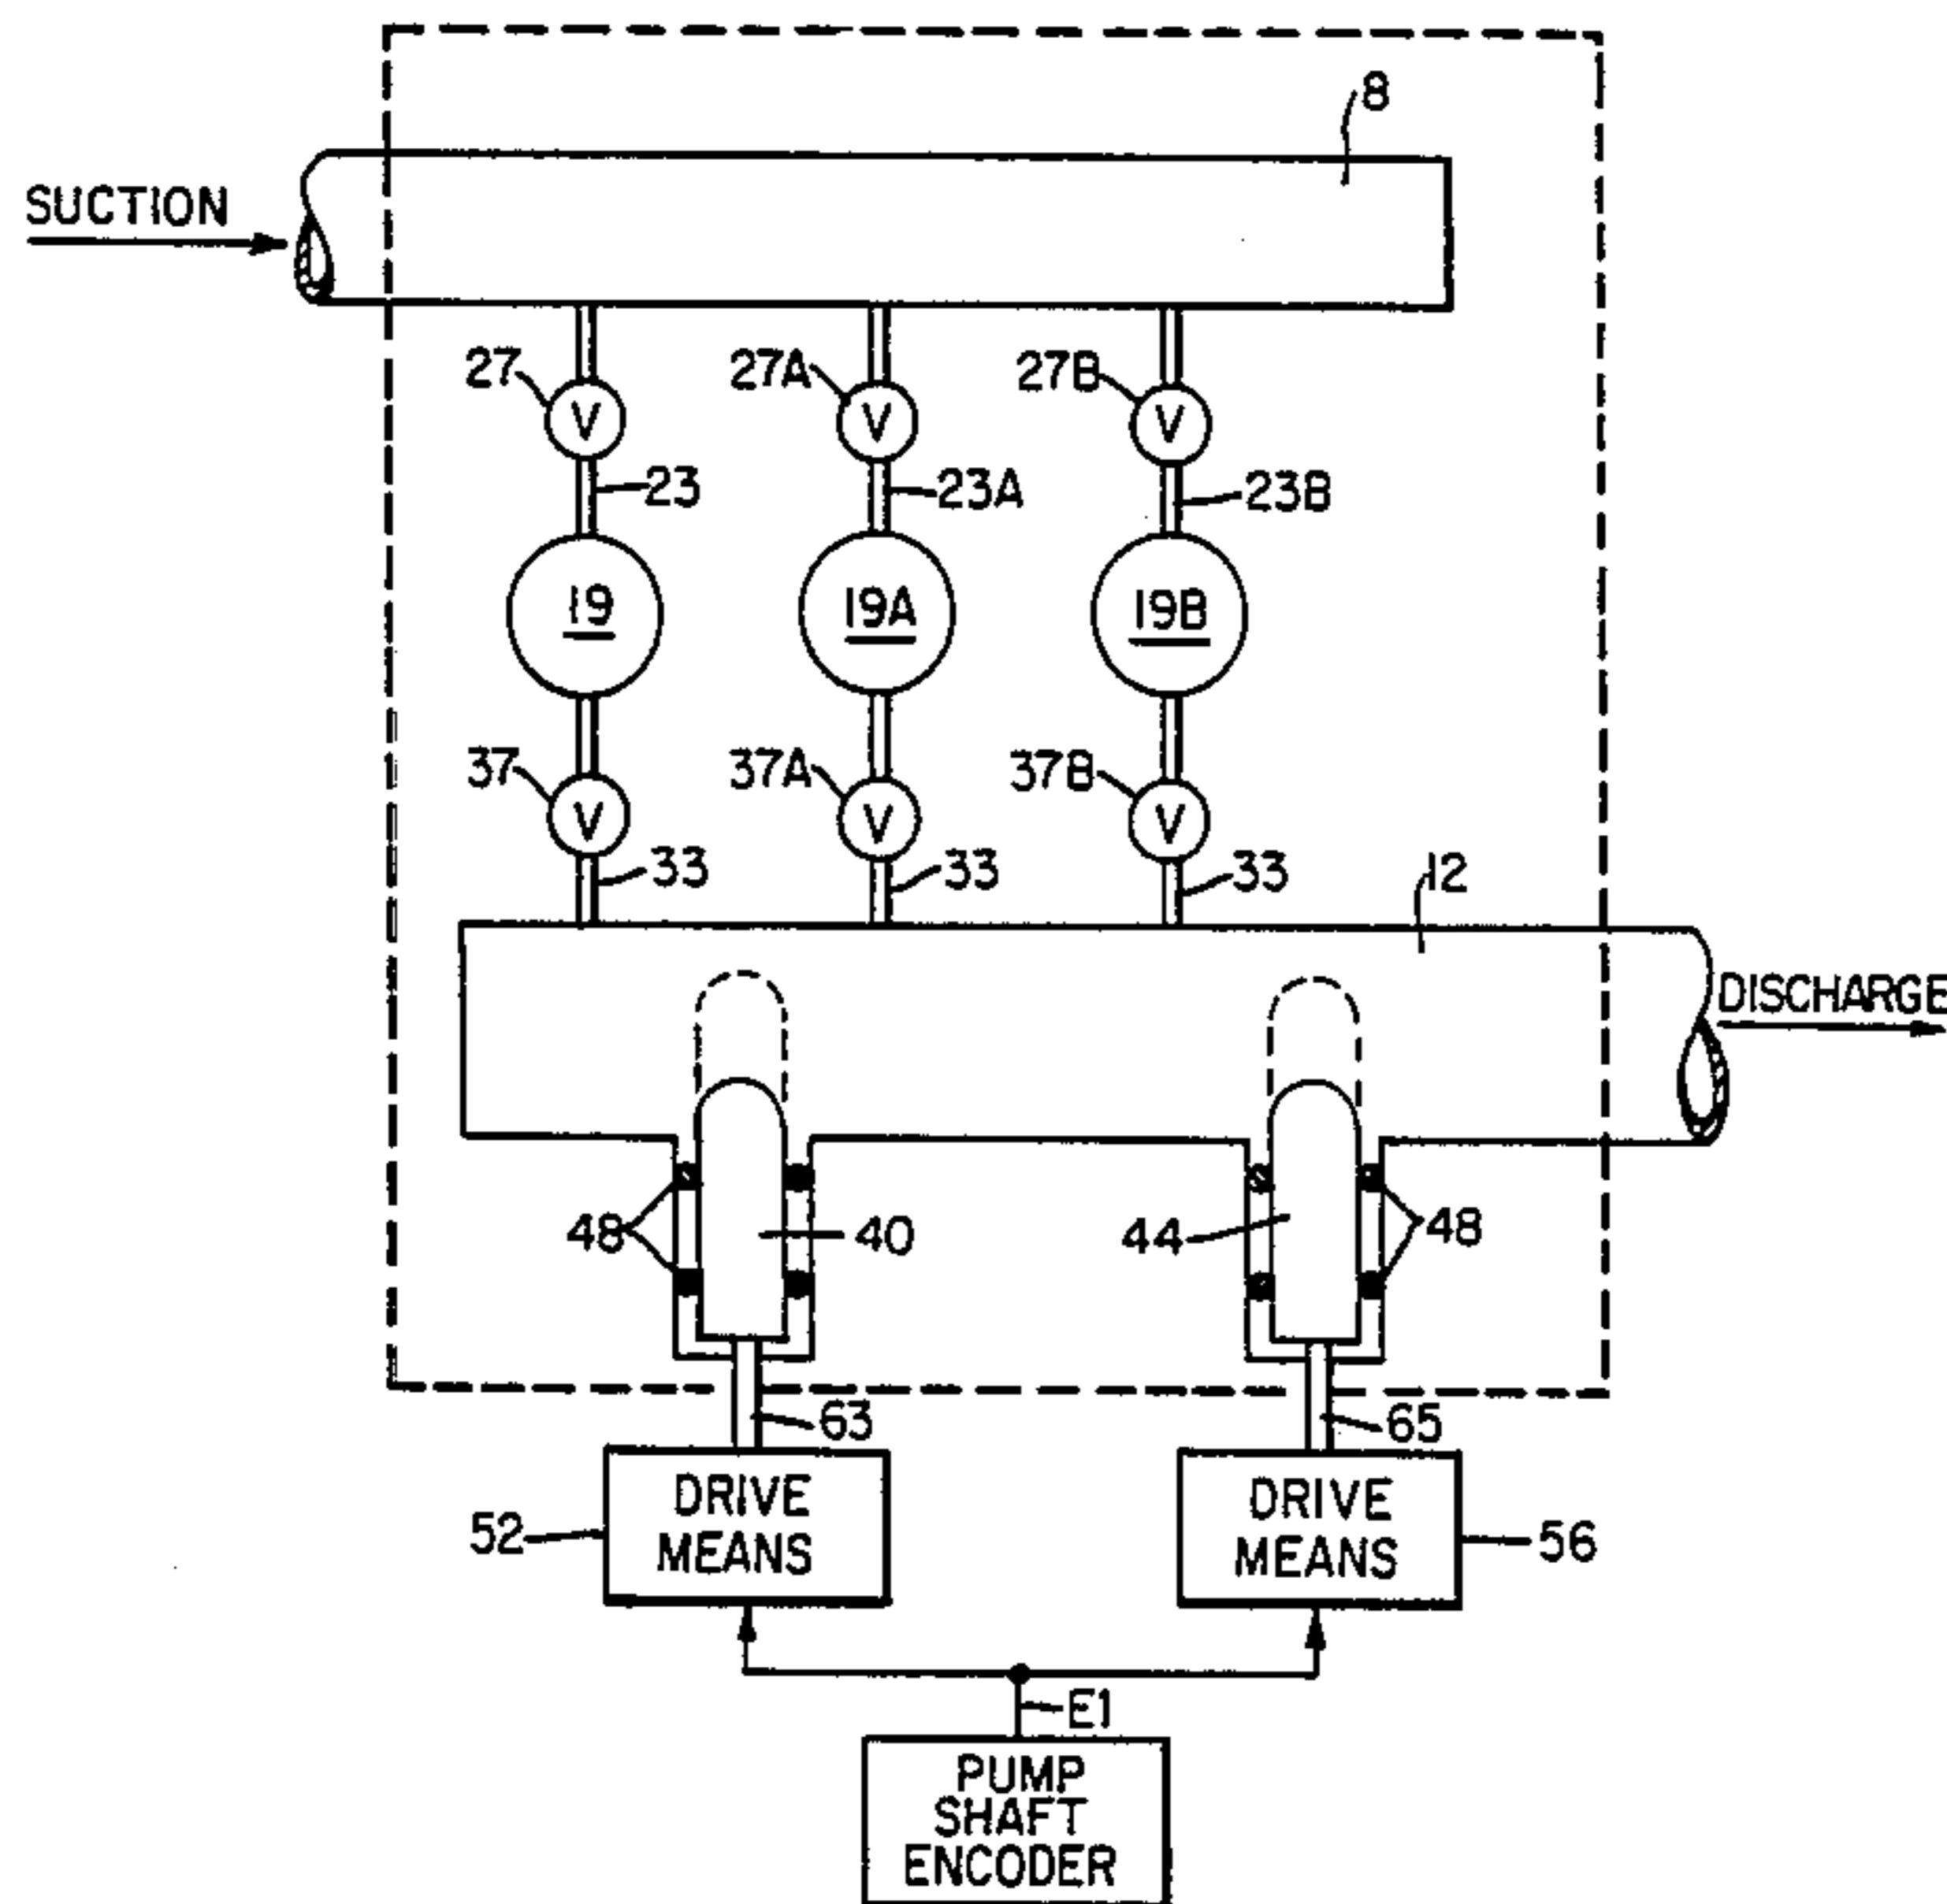 8
SUCTION
27
27A
27B
V
V
V
23
23A
23B
19
19A
19B
37
37A
37B
V
V
V
33
33
33
12
DISCHARGE
48
40
44
48
63
65
52
DRIVE
MEANS
DRIVE
MEANS
56
E1
PUMP
SHAFT
ENCODER